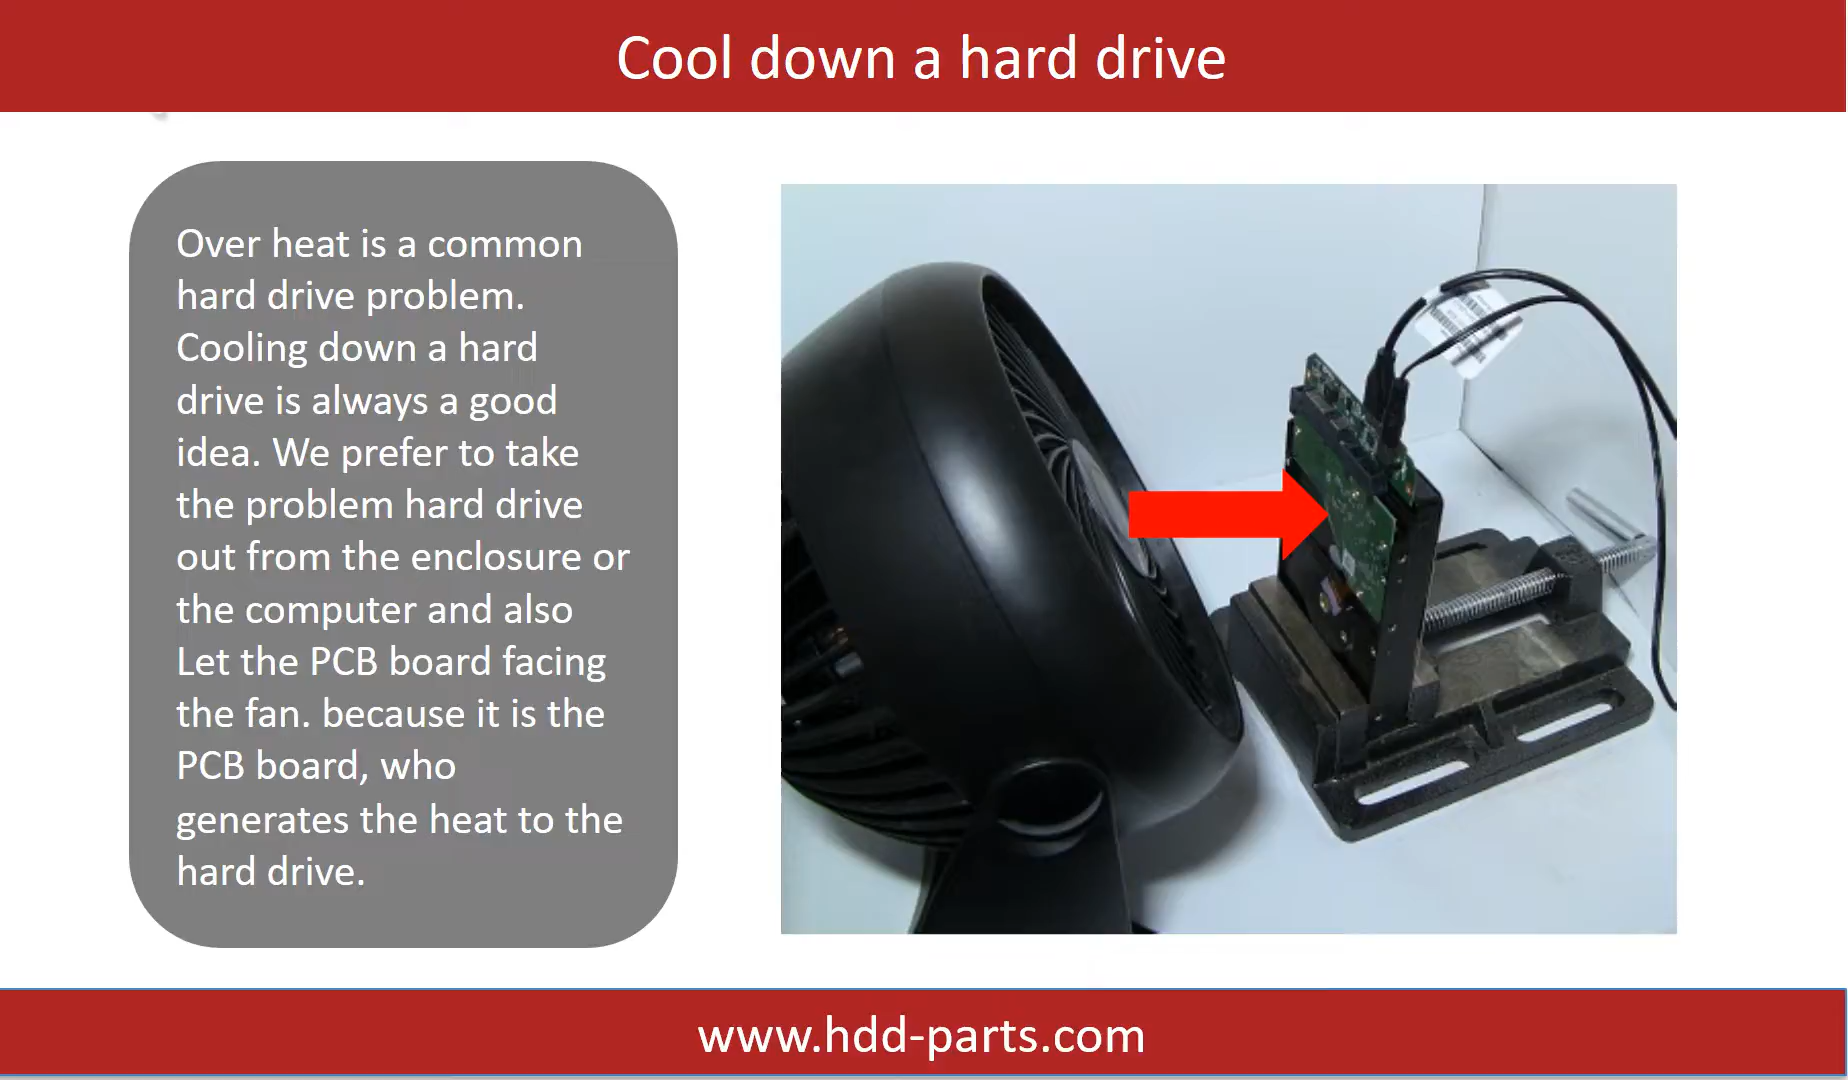 Cool down a hard drive
Over heat is a common
hard drive problem.
Cooling down a hard
drive is always a good
idea. We prefer to take
the problem hard drive
out from the enclosure or
the computer and also
Let the PCB board facing
the fan. because it is the
PCB board, who
generates the heat to the
hard drive.
www.hdd-parts.com